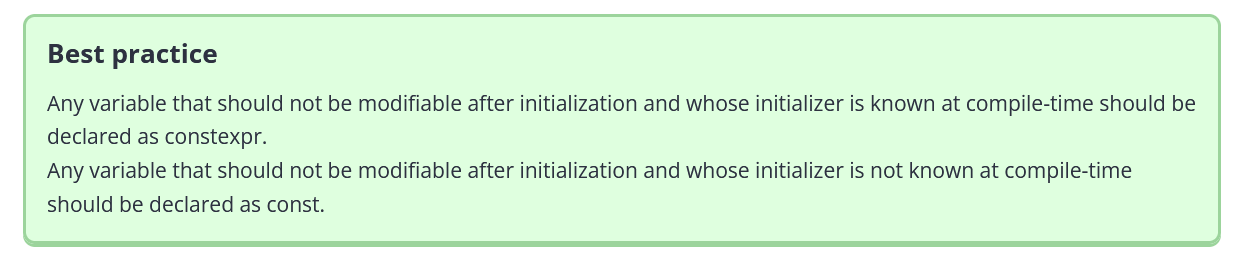 Best practice
Any variable that should not be modifiable after initialization and whose initializer is known at compile-time should be
declared as constexpr.
Any variable that should not be modifiable after initialization and whose initializer is not known at compile-time
should be declared as const.